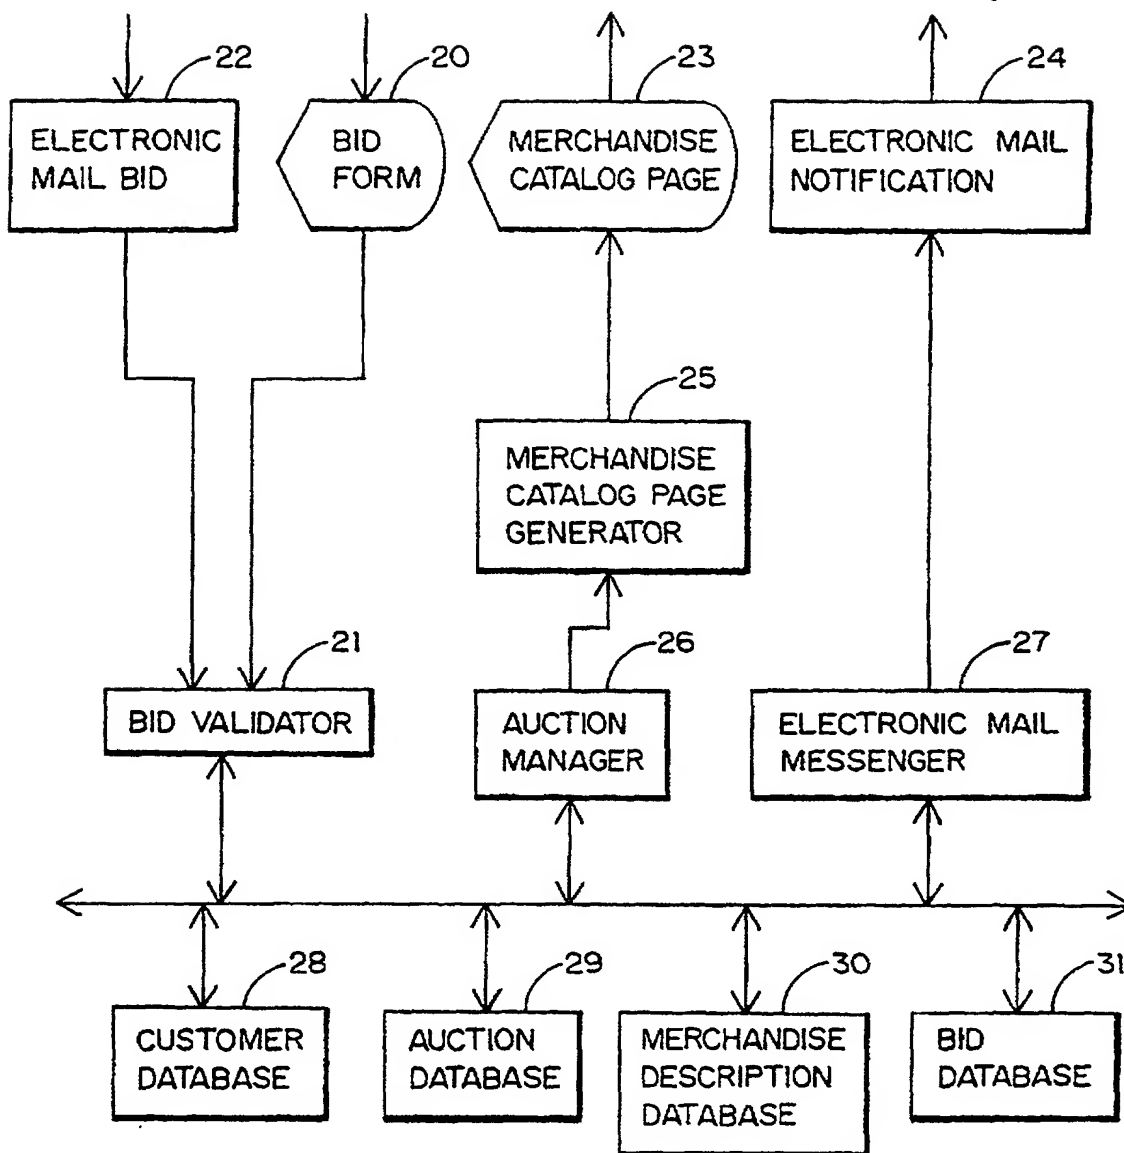 22
20
23
24
ELECTRONIC
MAIL BID
BID
FORM
MERCHANDISE
CATALOG PAGE
ELECTRONIC MAIL
NOTIFICATION
25
MERCHANDISE
CATALOG PAGE
GENERATOR
21
26
27
BID VALIDATOR
AUCTION
MANAGER
ELECTRONIC MAIL
MESSENGER
28
29
30
31
CUSTOMER
DATABASE
AUCTION
DATABASE
MERCHANDISE
DESCRIPTION
DATABASE
BID
DATABASE